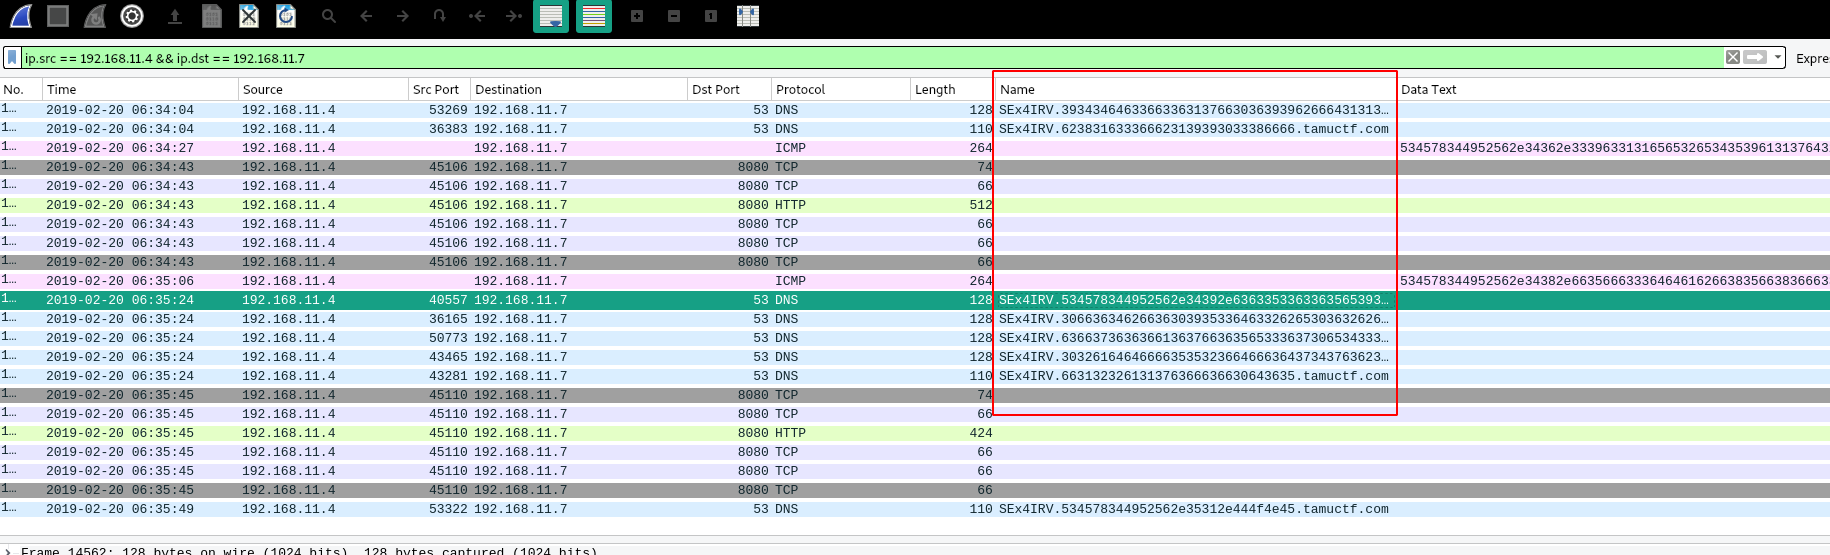 ip.src == 192.168.11.4 && ip.dst == 192.168.11.7 Expre
No. Time Source Src Port Destination Dst Port Protocol Length Name Data Text
1… 2019-02-20 06:34:04 192.168.11.4 53269 192.168.11.7 53 DNS 128 SEx4IRV.39343464633663363137663036393962666431313…
1… 2019-02-20 06:34:04 192.168.11.4 36383 192.168.11.7 53 DNS 110 SEx4IRV.62383163336662313939303338666.tamuctf.com
1… 2019-02-20 06:34:27 192.168.11.4 192.168.11.7 ICMP 264 534578344952562e34362e333963313165653265343539613137643
1… 2019-02-20 06:34:43 192.168.11.4 45106 192.168.11.7 8080 TCP 74
1… 2019-02-20 06:34:43 192.168.11.4 45106 192.168.11.7 8080 TCP 66
1… 2019-02-20 06:34:43 192.168.11.4 45106 192.168.11.7 8080 HTTP 512
1… 2019-02-20 06:34:43 192.168.11.4 45106 192.168.11.7 8080 TCP 66
1… 2019-02-20 06:34:43 192.168.11.4 45106 192.168.11.7 8080 TCP 66
1… 2019-02-20 06:34:43 192.168.11.4 45106 192.168.11.7 8080 TCP 66
1… 2019-02-20 06:35:06 192.168.11.4 192.168.11.7 ICMP 264 534578344952562e34382e663566633364646162663835663836663
1… 2019-02-20 06:35:24 192.168.11.4 40557 192.168.11.7 53 DNS 128 SEx4IRV.534578344952562e34392e6363353363363565393…
1… 2019-02-20 06:35:24 192.168.11.4 36165 192.168.11.7 53 DNS 128 SEx4IRV.306636346266363039353364633262653036326 26…
1… 2019-02-20 06:35:24 192.168.11.4 50773 192.168.11.7 53 DNS 128 SEx4IRV.6366373636366136376636356533363730653 4333…
1… 2019-02-20 06:35:24 192.168.11.4 43465 192.168.11.7 53 DNS 128 SEx4IRV.3032616464666635353236646663643734376 3623…
1… 2019-02-20 06:35:24 192.168.11.4 43281 192.168.11.7 53 DNS 110 SEx4IRV.663132326131376366636630643635.tamuctf.com
1… 2019-02-20 06:35:45 192.168.11.4 45110 192.168.11.7 8080 TCP 74
1… 2019-02-20 06:35:45 192.168.11.4 45110 192.168.11.7 8080 TCP 66
1… 2019-02-20 06:35:45 192.168.11.4 45110 192.168.11.7 8080 HTTP 424
1… 2019-02-20 06:35:45 192.168.11.4 45110 192.168.11.7 8080 TCP 66
1… 2019-02-20 06:35:45 192.168.11.4 45110 192.168.11.7 8080 TCP 66
1… 2019-02-20 06:35:45 192.168.11.4 45110 192.168.11.7 8080 TCP 66
1… 2019-02-20 06:35:49 192.168.11.4 53322 192.168.11.7 53 DNS 110 SEx4IRV.534578344952562e35312e444f4e45.tamuctf.com
Frame 14562: 128 bytes on wire (1024 bits), 128 bytes captured (1024 bits)